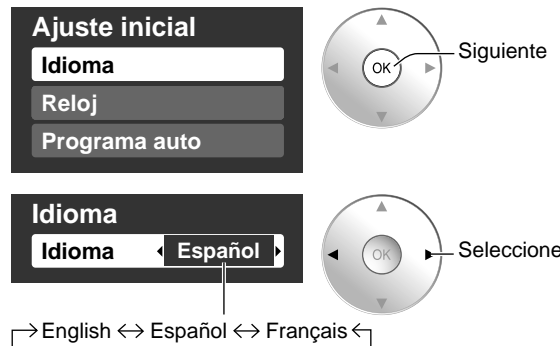 Ajuste inicial
Idioma
Reloj
Programa auto
OK
Siguiente
Idioma
Idioma Español
OK
Seleccione
English ↔ Español ↔ Français